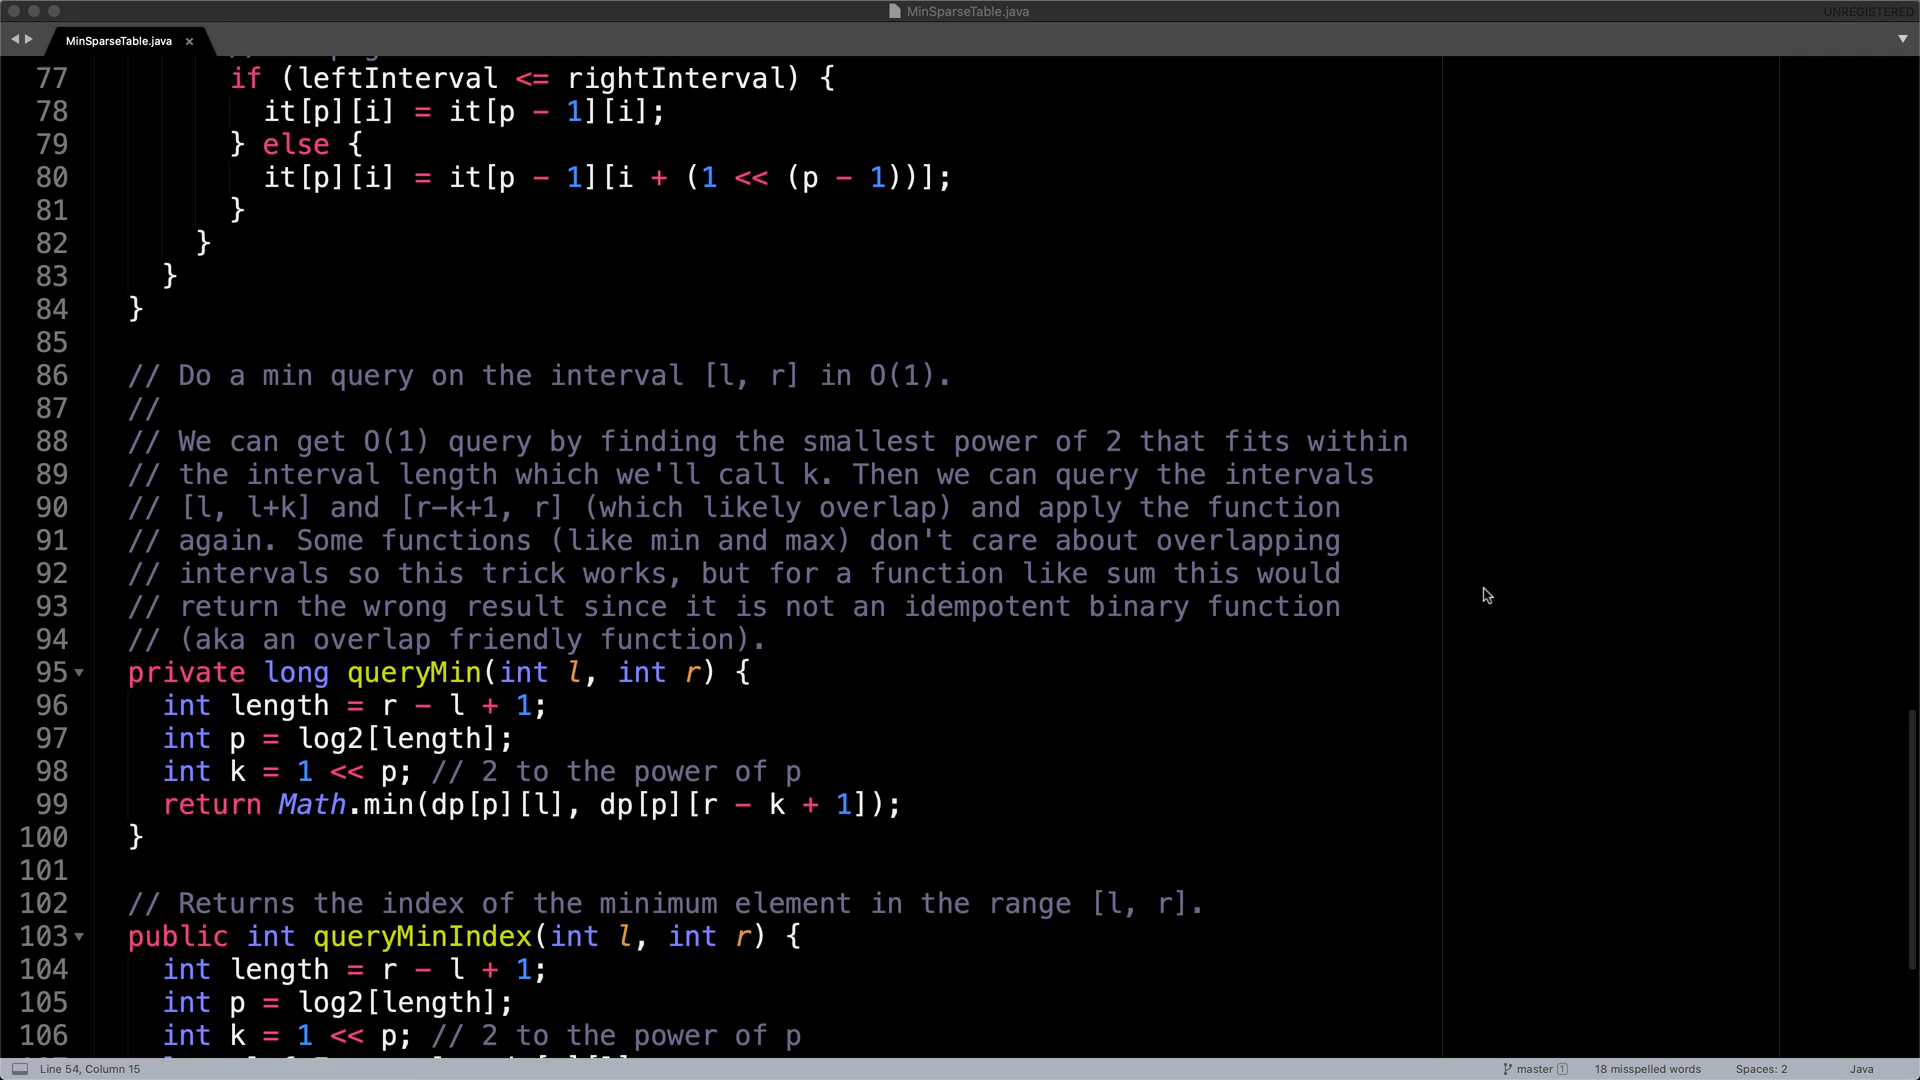 MinSparseTable.java
UNREGISTERED
MinSparseTable.java ×
77 if (leftInterval <= rightInterval) {
78 it[p][i] = it[p - 1][i];
79 } else {
80 it[p][i] = it[p - 1][i + (1 << (p - 1))];
81 }
82 }
83 }
84 }
85
86 // Do a min query on the interval [l, r] in O(1).
87 //
88 // We can get O(1) query by finding the smallest power of 2 that fits within
89 // the interval length which we'll call k. Then we can query the intervals
90 // [l, l+k] and [r-k+1, r] (which likely overlap) and apply the function
91 // again. Some functions (like min and max) don't care about overlapping
92 // intervals so this trick works, but for a function like sum this would
93 // return the wrong result since it is not an idempotent binary function
94 // (aka an overlap friendly function).
95 private long queryMin(int l, int r) {
96 int length = r - l + 1;
97 int p = log2[length];
98 int k = 1 << p; // 2 to the power of p
99 return Math.min(dp[p][l], dp[p][r - k + 1]);
100 }
101
102 // Returns the index of the minimum element in the range [l, r].
103 public int queryMinIndex(int l, int r) {
104 int length = r - l + 1;
105 int p = log2[length];
106 int k = 1 << p; // 2 to the power of p
Line 54, Column 15
master 1
18 misspelled words
Spaces: 2
Java